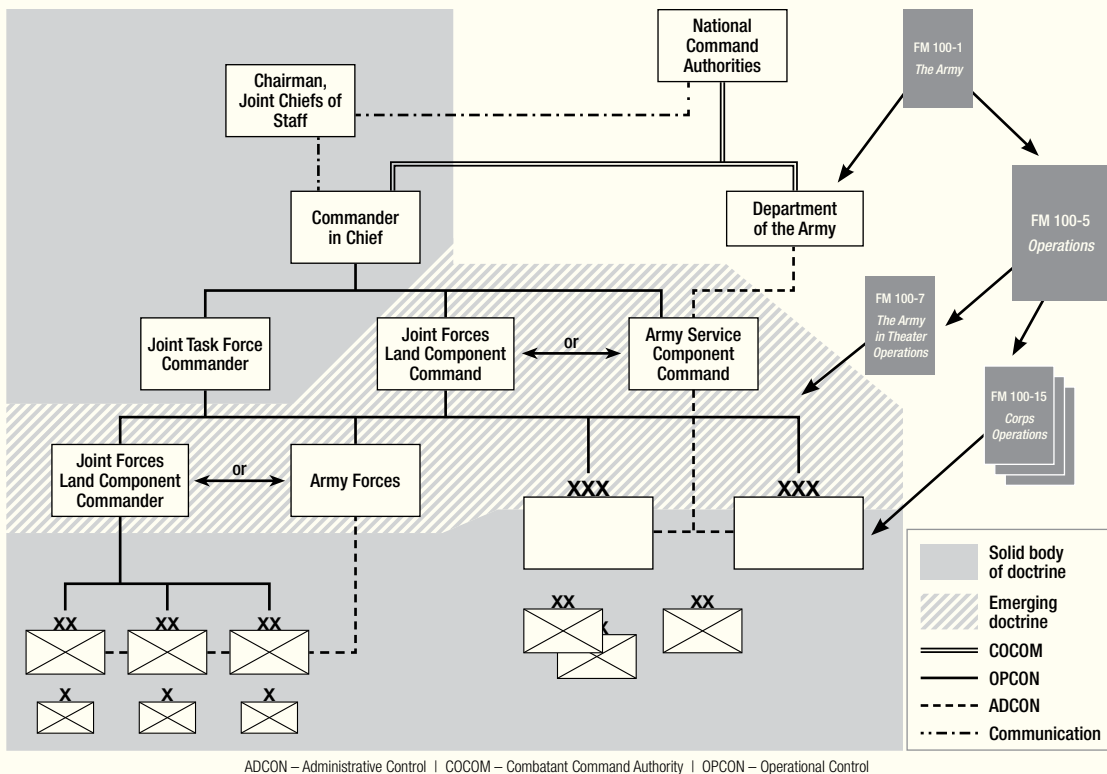 National
Command
Authorities
FM 100-1
The Army
Chairman,
Joint Chiefs of
Staff
Commander
in Chief
Department
of the Army
FM 100-5
Operations
FM 100-7
The Army
in Theater
Operations
Joint Task Force
Commander
Joint Forces
Land Component
Command
or
Army Service
Component
Command
FM 100-15
Corps
Operations
Joint Forces
Land Component
Commander
or
Army Forces
XXX
XXX
XX
XX
XX
XX
X
XX
X
X
X
Solid body
of doctrine
Emerging
doctrine
COCOM
OPCON
ADCON
Communication
ADCON – Administrative Control | COCOM – Combatant Command Authority | OPCON – Operational Control